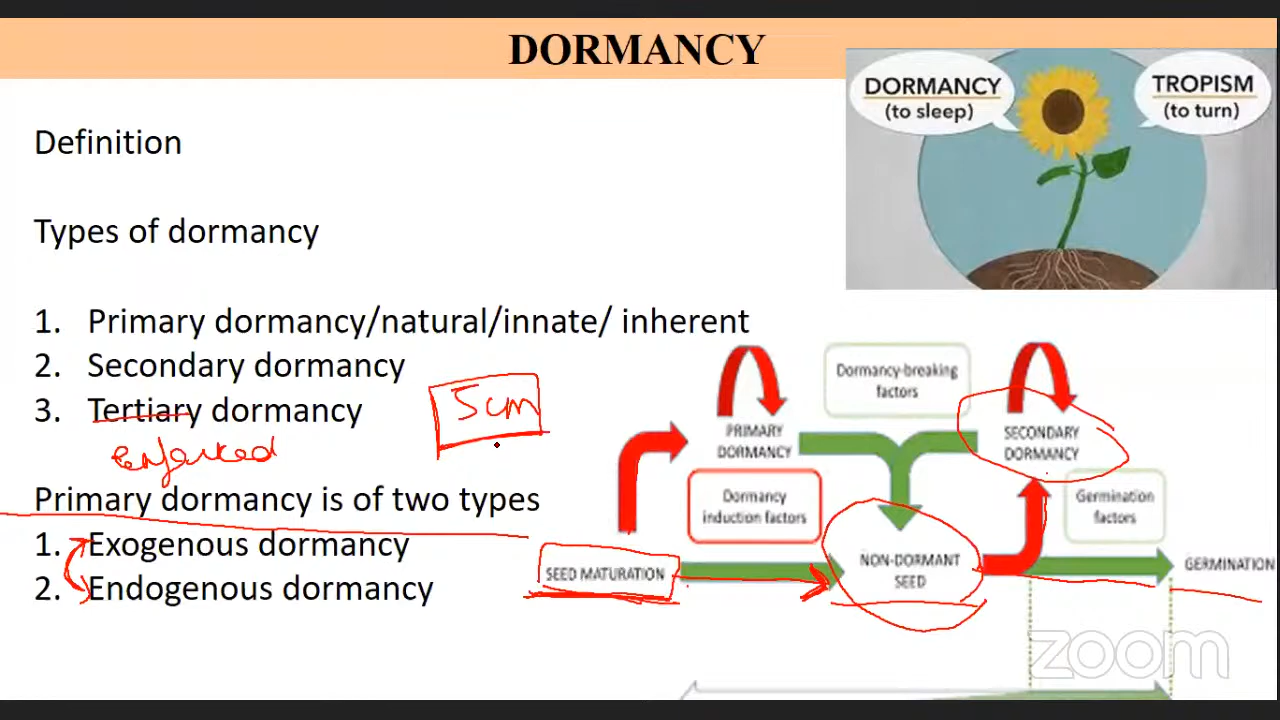 DORMANCY
DORMANCY
(to sleep)
TROPISM
(to turn)
Definition
Types of dormancy
1. Primary dormancy/natural/innate/ inherent
2. Secondary dormancy
3. Tertiary dormancy
5cm
Primary dormancy is of two types
1. Exogenous dormancy
2. Endogenous dormancy
Dormancy-breaking
factors
PRIMARY
DORMANCY
SECONDARY
DORMANCY
Dormancy
induction factors
Germination
factors
SEED MATURATION
NON-DORMANT
SEED
GERMINATION
zoom